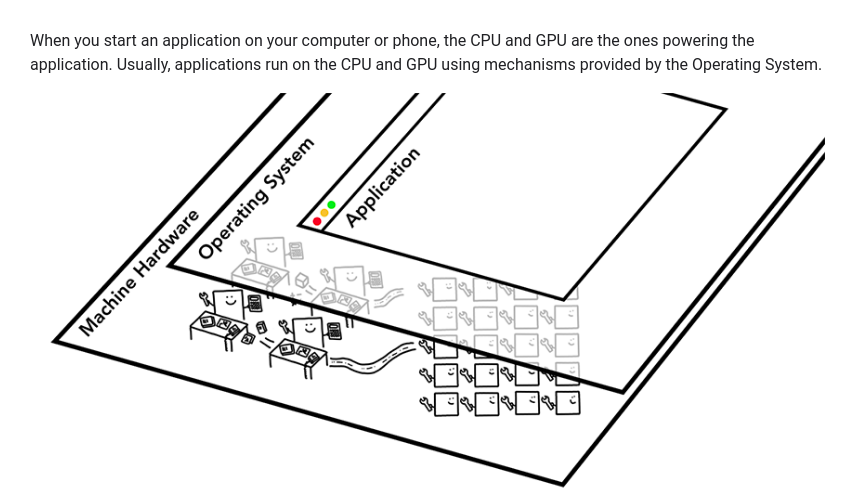 When you start an application on your computer or phone, the CPU and GPU are the ones powering the
application. Usually, applications run on the CPU and GPU using mechanisms provided by the Operating System.
Machine Hardware
Operating System
Application